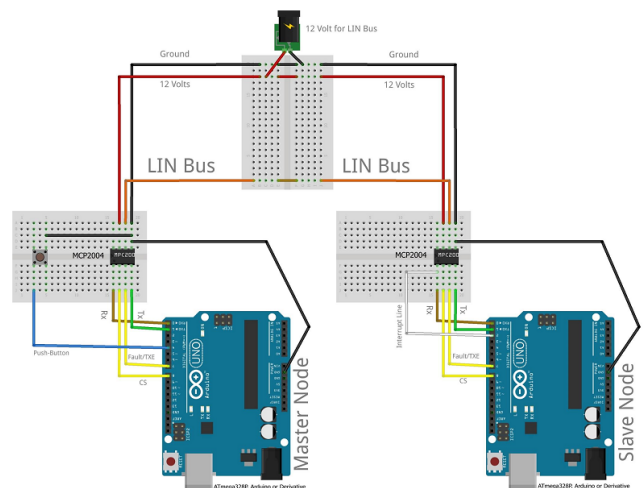 12 Volt for LIN Bus
Ground
Ground
12 Volts
12 Volts
LIN Bus
LIN Bus
MCP2004
MCP2004
Rx
Tx
Rx
Tx
Interrupt Line
Push-Button
Fault/TXE
Fault/TXE
CS
CS
UNO
UNO
Arduino
Arduino
Master Node
Slave Node
ATmega328P, Arduino or Derivative
ATmega328P, Arduino or Derivative